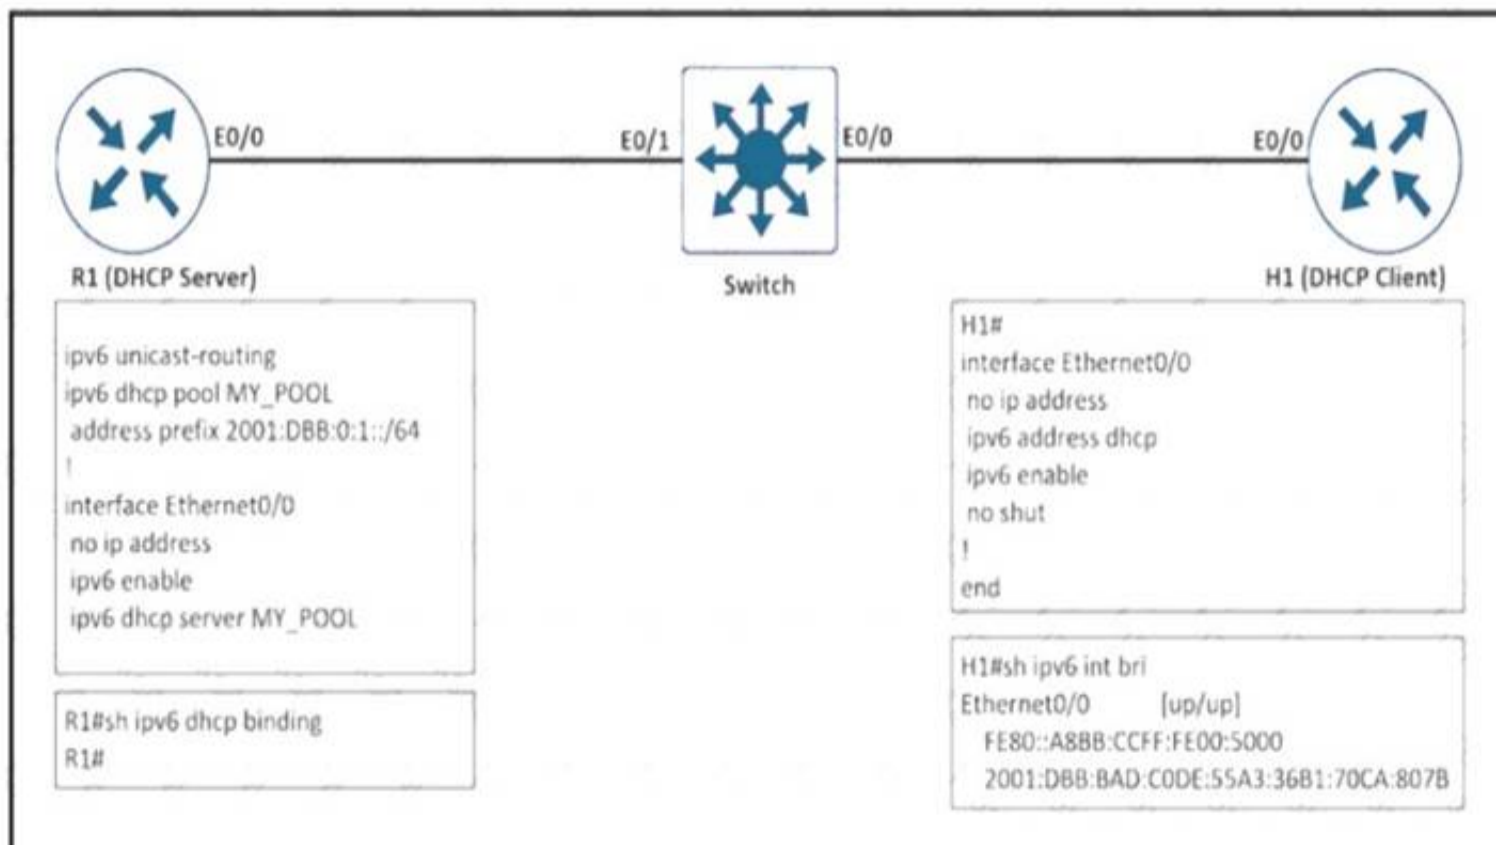 E0/0
E0/1
E0/0
E0/0
R1 (DHCP Server)
Switch
H1 (DHCP Client)
ipv6 unicast-routing
ipv6 dhcp pool MY_POOL
address prefix 2001:DBB:0:1::/64
!
interface Ethernet0/0
no ip address
ipv6 enable
ipv6 dhcp server MY_POOL
R1#sh ipv6 dhcp binding
R1#
H1#
interface Ethernet0/0
no ip address
ipv6 address dhcp
ipv6 enable
no shut
!
end
H1#sh ipv6 int bri
Ethernet0/0 [up/up]
FE80::A8BB:CCFF:FE00:5000
2001:DBB:BAD:C0DE:55A3:36B1:70CA:807B